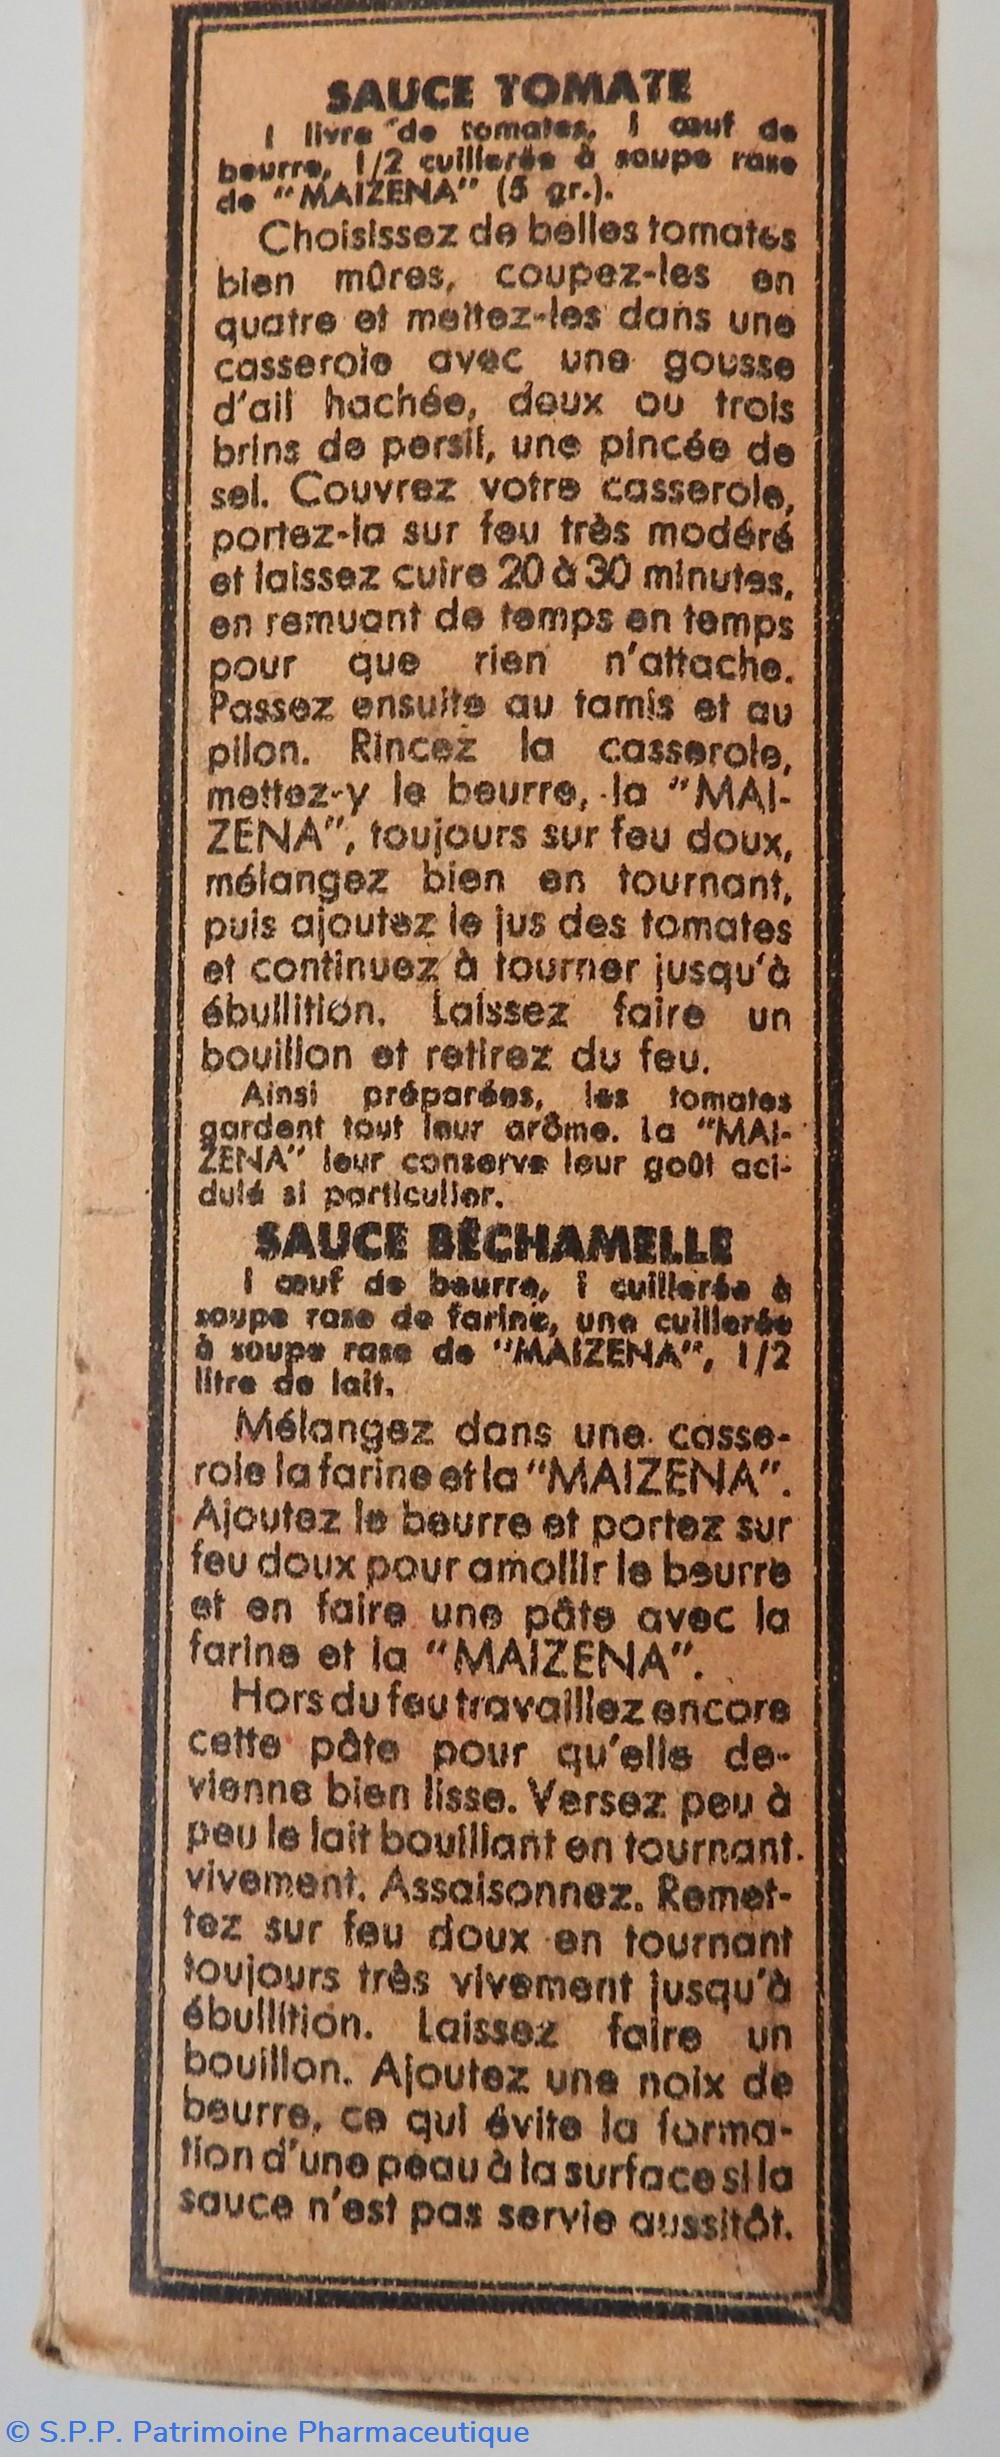 SAUCE TOMATE
1 livre de tomates, 1 œuf de
beurre, 1/2 cuillerée à soupe rase
de "MAIZENA" (5 gr.).
Choisissez de belles tomates
bien mûres, coupez-les en
quatre et mettez-les dans une
casserole avec une gousse
d'ail hachée, deux ou trois
brins de persil, une pincée de
sel. Couvrez votre casserole,
portez-la sur feu très modéré
et laissez cuire 20 à 30 minutes,
en remuant de temps en temps
pour que rien n'attache.
Passez ensuite au tamis et au
pilon. Rincez la casserole,
mettez-y le beurre, la "MAI-
ZENA", toujours sur feu doux,
mélangez bien en tournant,
puis ajoutez le jus des tomates
et continuez à tourner jusqu'à
ébullition. Laissez faire un
bouillon et retirez du feu.
Ainsi préparées, les tomates
gardent tout leur arôme. La "MAI-
ZENA" leur conserve leur goût aci-
dulé si particulier.
SAUCE BÉCHAMELLE
1 œuf de beurre, 1 cuillerée à
soupe rase de farine, une cuillerée
à soupe rase de "MAIZENA", 1/2
litre de lait.
Mélangez dans une casse-
role la farine et la "MAIZENA".
Ajoutez le beurre et portez sur
feu doux pour amollir le beurre
et en faire une pâte avec la
farine et la "MAIZENA".
Hors du feu travaillez encore
cette pâte pour qu'elle de-
vienne bien lisse. Versez peu à
peu le lait bouillant en tournant
vivement. Assaisonnez. Remet-
tez sur feu doux en tournant
toujours très vivement jusqu'à
ébullition. Laissez faire un
bouillon. Ajoutez une noix de
beurre, ce qui évite la forma-
tion d'une peau à la surface si la
sauce n'est pas servie aussitôt.
© S.P.P. Patrimoine Pharmaceutique